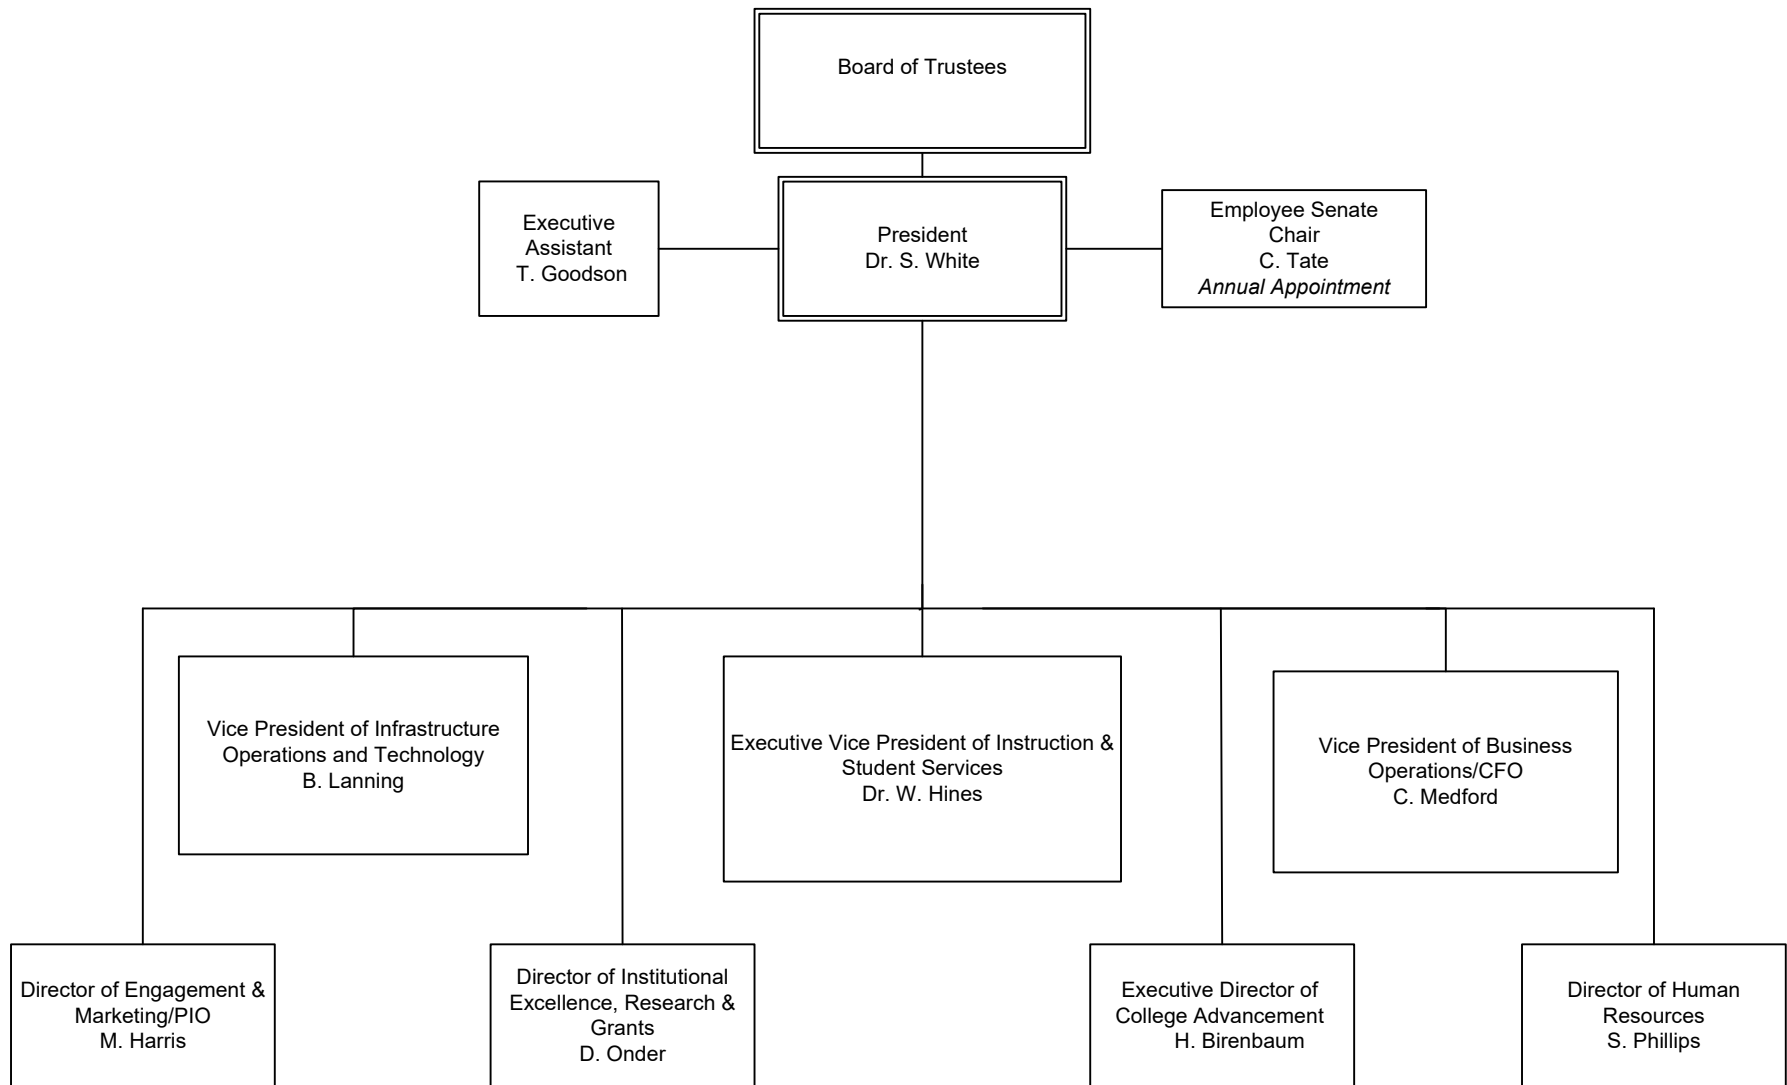 Board of Trustees
Executive
Assistant
T. Goodson
President
Dr. S. White
Employee Senate
Chair
C. Tate
Annual Appointment
Vice President of Infrastructure
Operations and Technology
B. Lanning
Executive Vice President of Instruction &
Student Services
Dr. W. Hines
Vice President of Business
Operations/CFO
C. Medford
Director of Engagement &
Marketing/PIO
M. Harris
Director of Institutional
Excellence, Research &
Grants
D. Onder
Executive Director of
College Advancement
H. Birenbaum
Director of Human
Resources
S. Phillips